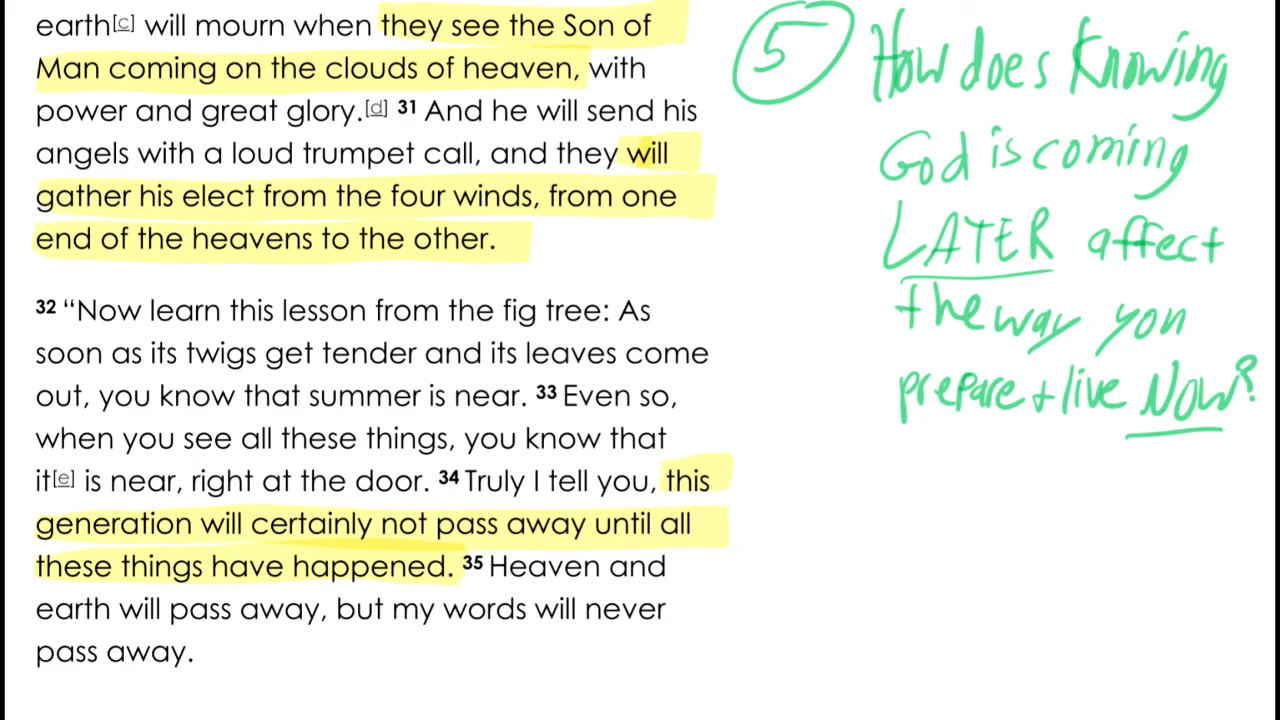 earth[c] will mourn when they see the Son of
Man coming on the clouds of heaven, with
power and great glory.[d] 31 And he will send his
angels with a loud trumpet call, and they will
gather his elect from the four winds, from one
end of the heavens to the other.
32 “Now learn this lesson from the fig tree: As
soon as its twigs get tender and its leaves come
out, you know that summer is near. 33 Even so,
when you see all these things, you know that
it[e] is near, right at the door. 34 Truly I tell you, this
generation will certainly not pass away until all
these things have happened. 35 Heaven and
earth will pass away, but my words will never
pass away.
5 How does Knowing
God is coming
LATER affect
the way you
prepare + live NOW?